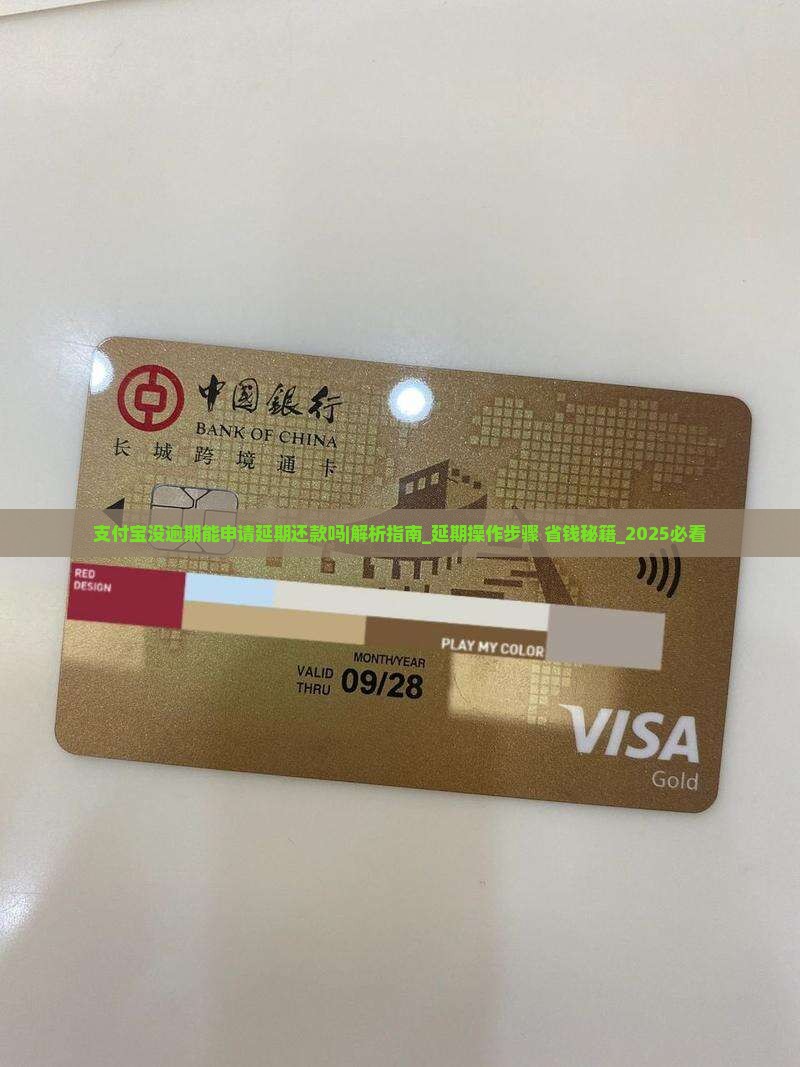 中國銀行
BANK OF CHINA
长城跨境通卡
支付宝没逾期能申请延期还款吗|解析指南_延期操作步骤 省钱秘籍_2025必看
RED
DESIGN
PLAY MY COLOR
MONTH/YEAR
VALID
THRU
09/28
VISA
Gold